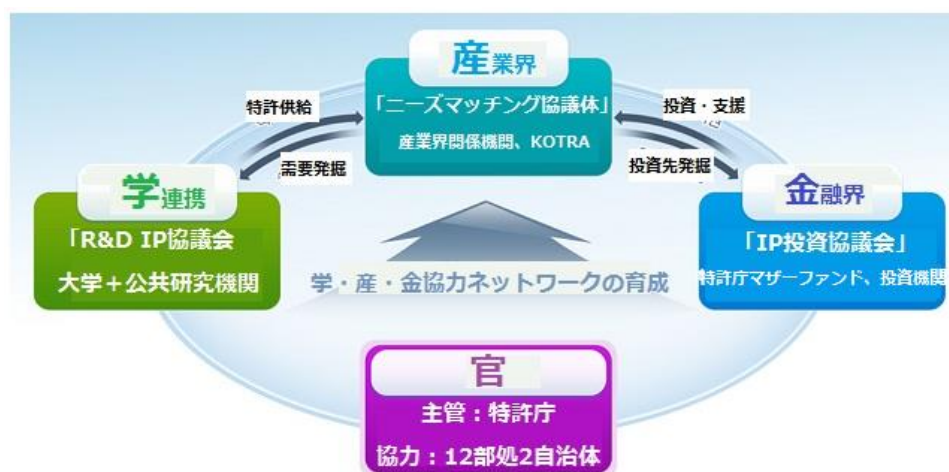 産業界
「ニーズマッチング協議体」
産業界関係機関、KOTRA
特許供給
需要発掘
投資・支援
投資先発掘
学連携
「R&D IP協議会
大学＋公共研究機関
金融界
「IP投資協議会」
特許庁マザーファンド、投資機関
学・産・金協力ネットワークの育成
官
主管：特許庁
協力：12部処2自治体